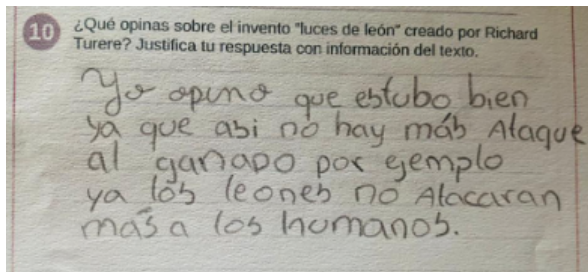 10 ¿Qué opinas sobre el invento "luces de león" creado por Richard
Turere? Justifica tu respuesta con información del texto.
Yo opino que estubo bien
ya que asi no hay más Ataque
al ganado por ejemplo
ya los leones no Atacaran
más a los humanos.